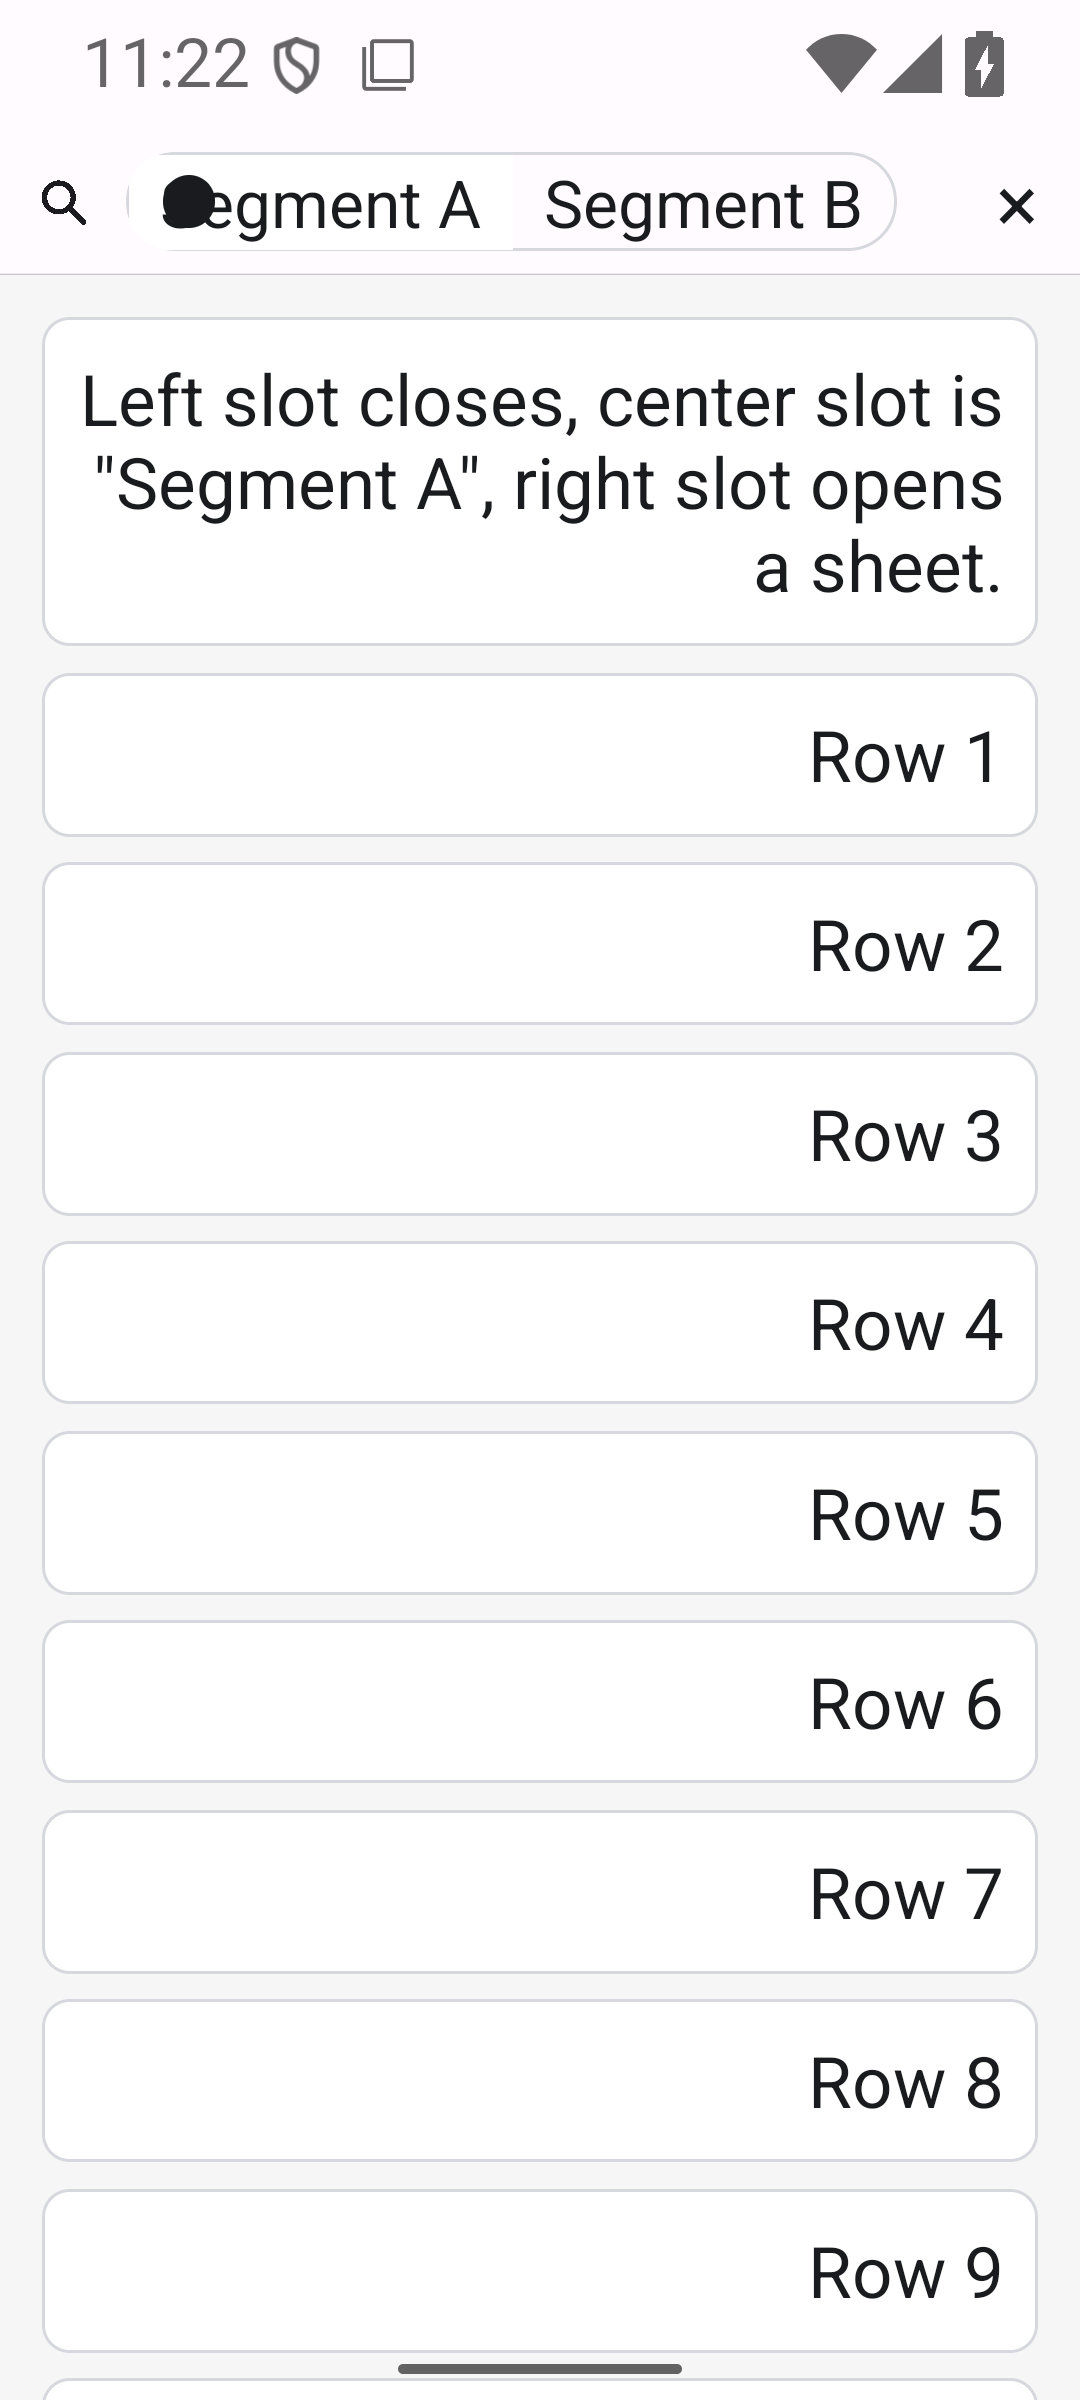 11:22
Segment A Segment B
Left slot closes, center slot is
"Segment A", right slot opens
a sheet.
Row 1
Row 2
Row 3
Row 4
Row 5
Row 6
Row 7
Row 8
Row 9